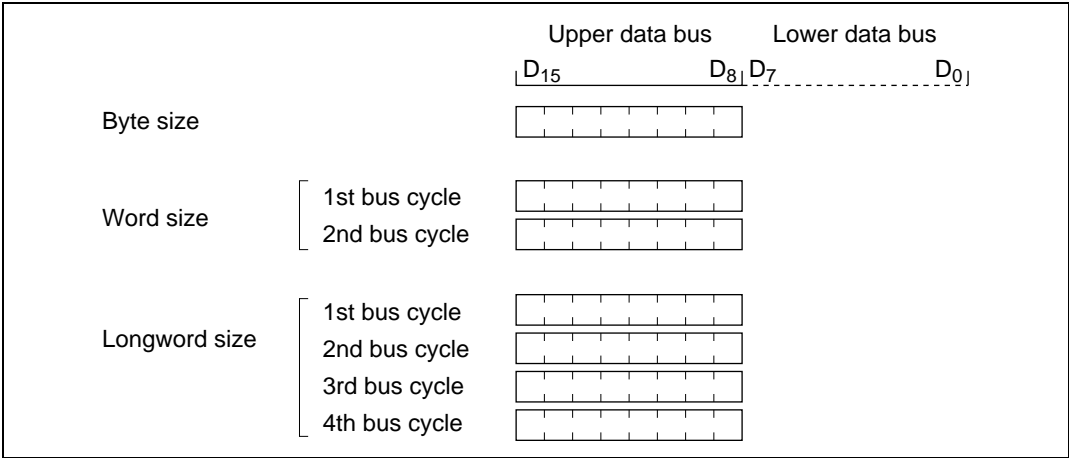 Upper data bus Lower data bus
D15 D8 D7 D0
Byte size
1st bus cycle
Word size
2nd bus cycle
1st bus cycle
Longword size
2nd bus cycle
3rd bus cycle
4th bus cycle